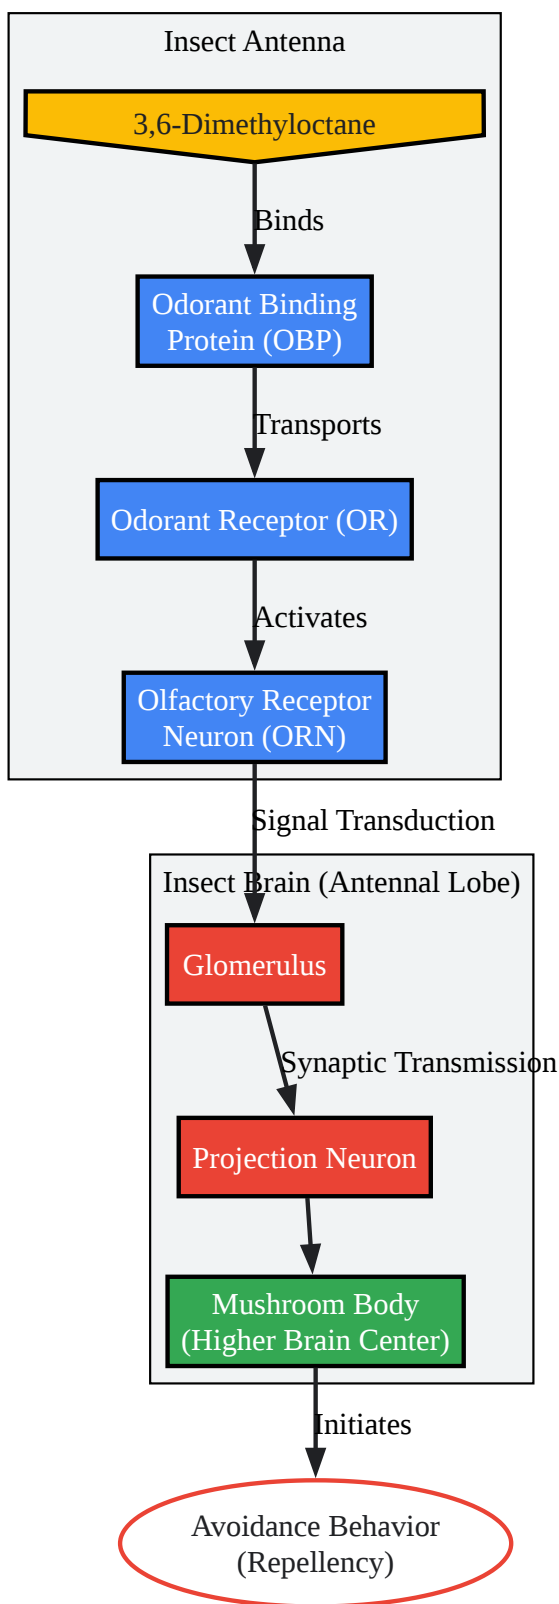 Insect Antenna
3,6-Dimethyloctane
Binds
Odorant Binding
Protein (OBP)
Transports
Odorant Receptor (OR)
Activates
Olfactory Receptor
Neuron (ORN)
Signal Transduction
Insect Brain (Antennal Lobe)
Glomerulus
Synaptic Transmission
Projection Neuron
Mushroom Body
(Higher Brain Center)
Initiates
Avoidance Behavior
(Repellency)